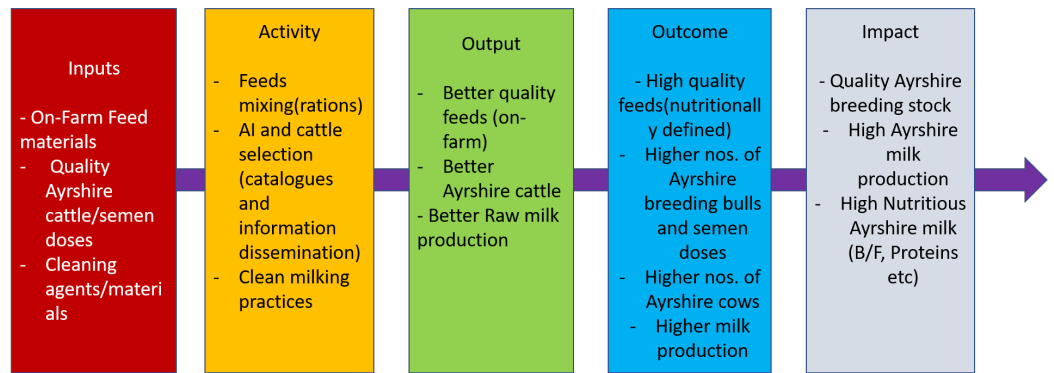 Inputs
- On-Farm Feed
materials
- Quality
Ayrshire
cattle/semen
doses
- Cleaning
agents/materi
als
Activity
- Feeds
mixing(rations)
- AI and cattle
selection
(catalogues
and
information
dissemination)
- Clean milking
practices
Output
- Better quality
feeds (on-
farm)
- Better
Ayrshire cattle
- Better Raw milk
production
Outcome
- High quality
feeds(nutritionall
y defined)
- Higher nos. of
Ayrshire
breeding bulls
and semen
doses
- Higher nos. of
Ayrshire cows
- Higher milk
production
Impact
- Quality Ayrshire
breeding stock
- High Ayrshire
milk
production
- High Nutritious
Ayrshire milk
(B/F, Proteins
etc)